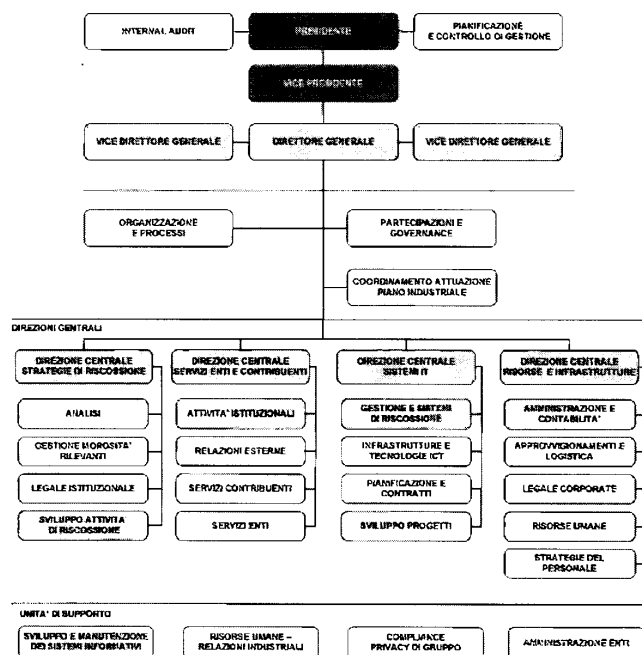 INTERNAL AUDIT
PRESIDENTE
PIANIFICAZIONE
E CONTROLLO DI GESTIONE
VICE PRESIDENTE
VICE DIRETTORE GENERALE
DIRETTORE GENERALE
VICE DIRETTORE GENERALE
ORGANIZZAZIONE
E PROCESSI
PARTECIPAZIONI E
GOVERNANCE
COORDINAMENTO ATTUAZIONE
PIANO INDUSTRIALE
DIREZIONI CENTRALI
DIREZIONE CENTRALE
STRATEGIE DI RISCOSSIONE
ANALISI
GESTIONE MOROSITA'
RILEVANTI
LEGALE ISTITUZIONALE
SVILUPPO ATTIVITA'
DI RISCOSSIONE
DIREZIONE CENTRALE
SERVIZI ENTI E CONTRIBUENTI
ATTIVITA' ISTITUZIONALI
RELAZIONI ESTERNE
SERVIZI CONTRIBUENTI
SERVIZI ENTI
DIREZIONE CENTRALE
SISTEMI IT
GESTIONE E SISTEMI
DI RISCOSSIONE
INFRASTRUTTURE E
TECNOLOGIE ICT
PIANIFICAZIONE E
CONTRATTI
SVILUPPO PROGETTI
DIREZIONE CENTRALE
RISORSE E INFRASTRUTTURE
AMMINISTRAZIONE E
CONTABILITA'
APPROVVIGIONAMENTI E
LOGISTICA
LEGALE CORPORATE
RISORSE UMANE
STRATEGIE DEL
PERSONALE
UNITA' DI SUPPORTO
SVILUPPO E MANUTENZIONE
DEI SISTEMI INFORMATIVI
RISORSE UMANE –
RELAZIONI INDUSTRIALI
COMPLIANCE
PRIVACY DI GRUPPO
AMMINISTRAZIONE ENTI